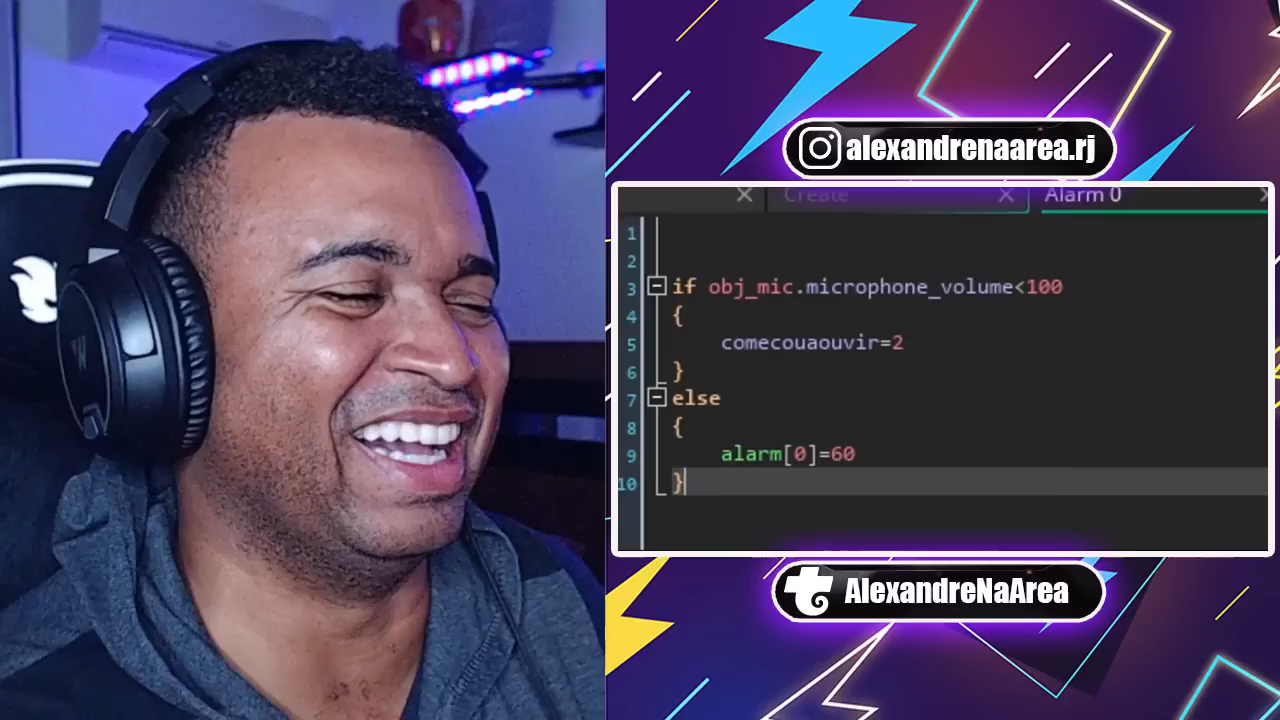 alexandrenaarea.rj
Create
Alarm 0
1
2
3 if obj_mic.microphone_volume<100
4 {
5 comecouaouvir=2
6 }
7 else
8 {
9 alarm[0]=60
10 }
AlexandreNaArea